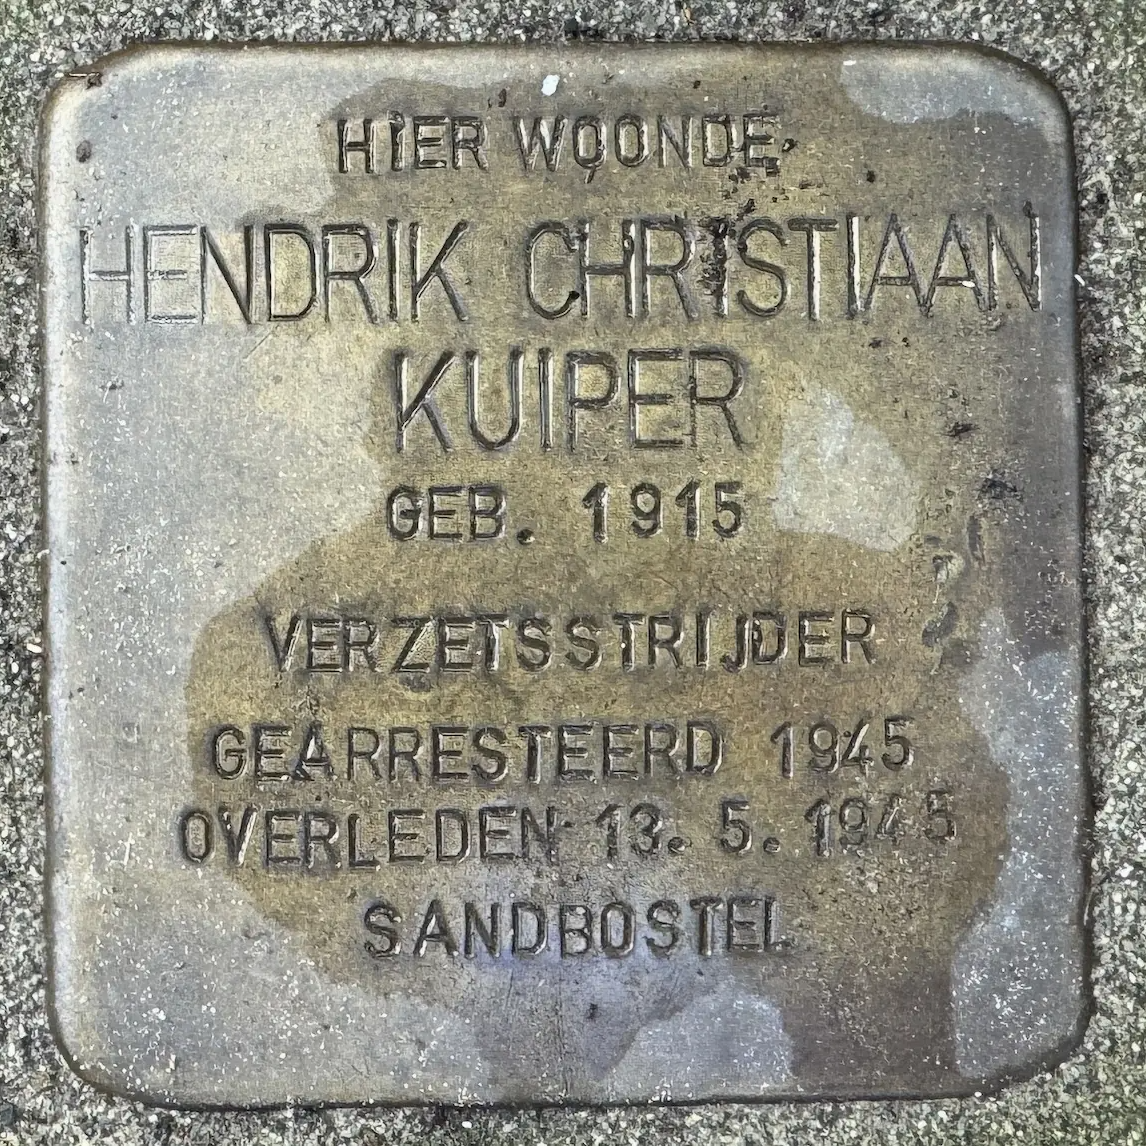 HIER WOONDE
HENDRIK CHRISTIAAN
KUIPER
GEB. 1915
VERZETSSTRIJDER
GEARRESTEERD 1945
OVERLEDEN 13. 5. 1945
SANDBOSTEL